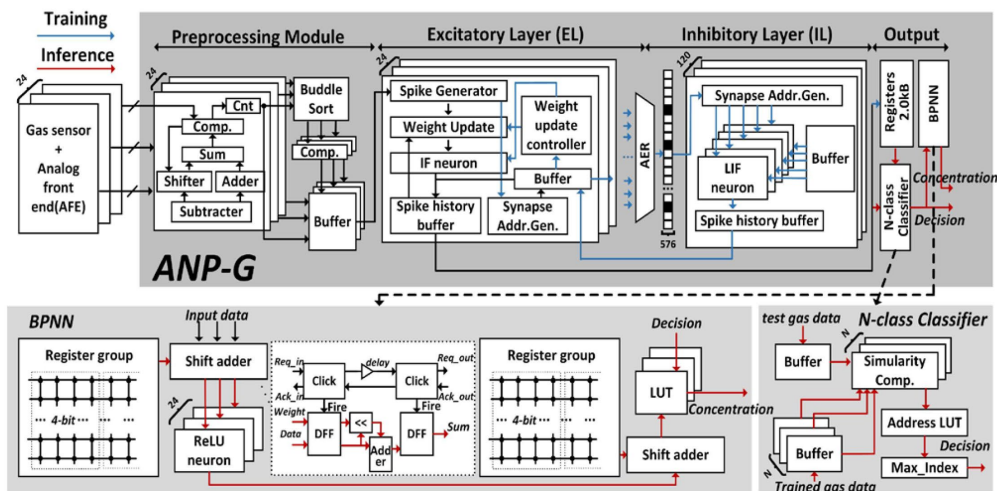 Training
Inference
Preprocessing Module
Excitatory Layer (EL)
Inhibitory Layer (IL)
Output
24
Gas sensor
+
Analog
front
end(AFE)
24
Cnt
Comp.
Sum
Shifter
Adder
Subtracter
Buddle
Sort
Comp.
Buffer
24
Spike Generator
Weight Update
IF neuron
Spike history
buffer
Weight
update
controller
Buffer
Synapse
Addr.Gen.
AER
576
120
Synapse Addr.Gen.
LIF
neuron
Buffer
Spike history buffer
Registers
2.0kB
BPNN
N-class
Classifier
Concentration
Decision
ANP-G
BPNN
Input data
Register group
4-bit
Shift adder
24
ReLU
neuron
Req_in
delay
Req_out
Click
Click
Ack_in
Ack_out
Fire
Fire
Weight
Data
DFF
<<
Add
er
DFF
Sum
Register group
4-bit
Decision
LUT
Concentration
Shift adder
N-class Classifier
test gas data
Buffer
N
Simularity
Comp.
Buffer
N
Trained gas data
Address LUT
Decision
Max_Index